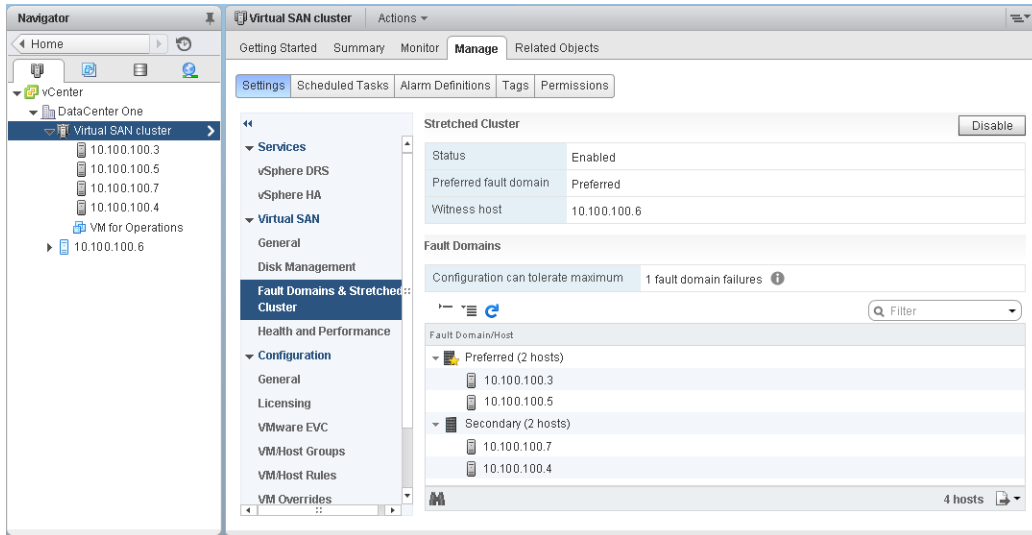 Navigator
Home
vCenter
DataCenter One
Virtual SAN cluster
10.100.100.3
10.100.100.5
10.100.100.7
10.100.100.4
VM for Operations
10.100.100.6
Virtual SAN cluster Actions
Getting Started Summary Monitor Manage Related Objects
Settings Scheduled Tasks Alarm Definitions Tags Permissions
Services
vSphere DRS
vSphere HA
Virtual SAN
General
Disk Management
Fault Domains & Stretched
Cluster
Health and Performance
Configuration
General
Licensing
VMware EVC
VM/Host Groups
VM/Host Rules
VM Overrides
Stretched Cluster Disable
Status Enabled
Preferred fault domain Preferred
Witness host 10.100.100.6
Fault Domains
Configuration can tolerate maximum 1 fault domain failures
Filter
Fault Domain/Host
Preferred (2 hosts)
10.100.100.3
10.100.100.5
Secondary (2 hosts)
10.100.100.7
10.100.100.4
4 hosts